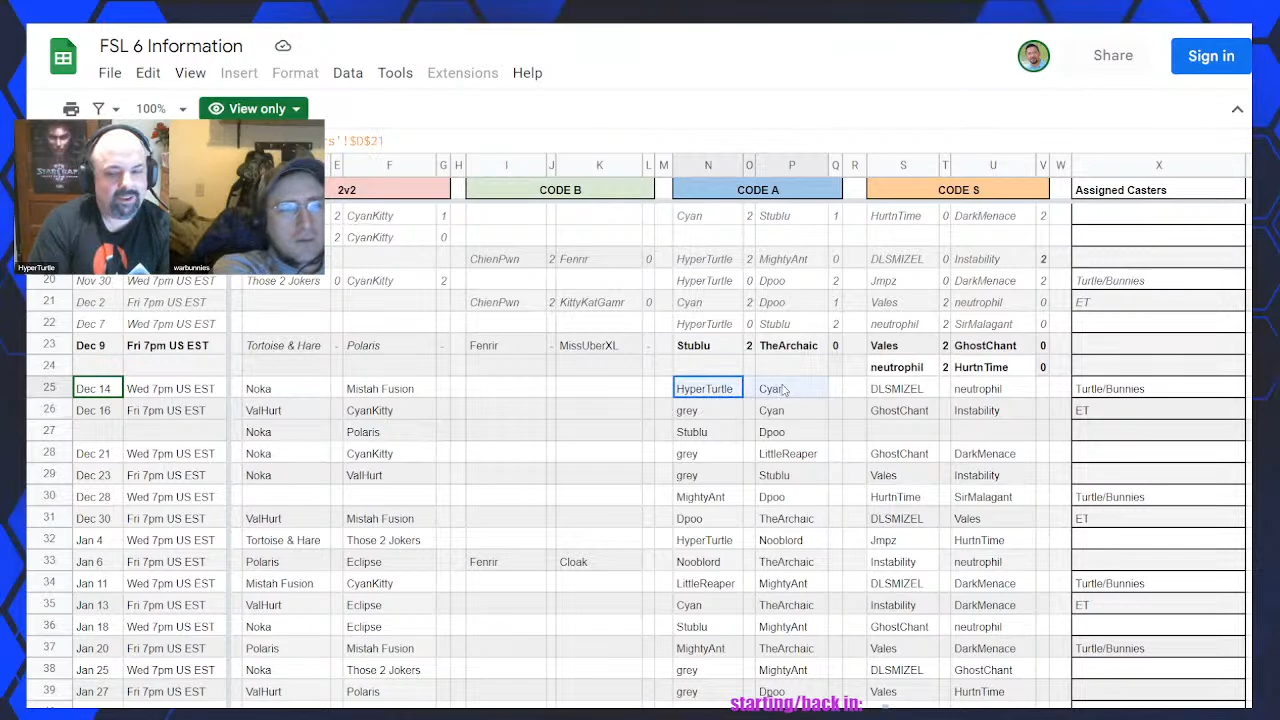 FSL 6 Information
File Edit View Insert Format Data Tools Extensions Help
Share
Sign in
100%
View only
rs'!$D$21
STARCRAFT
HyperTurtle
warbunnies
E F G H I J K L M N O P Q R S T U V W X
2v2 CODE B CODE A CODE S Assigned Casters
2 CyanKitty 1 Cyan 2 Stublu 1 HurtnTime 0 DarkMenace 2
2 CyanKitty 0
ChienPwn 2 Fennr 0 HyperTurtle 2 MightyAnt 0 DLSMIZEL 0 Instability 2
20 Nov 30 Wed 7pm US EST Those 2 Jokers 0 CyanKitty 2 HyperTurtle 0 Dpoo 2 Jmpz 0 DarkMenace 2 Turtle/Bunnies
21 Dec 2 Fri 7pm US EST ChienPwn 2 KittyKatGamr 0 Cyan 2 Dpoo 1 Vales 2 neutrophil 0 ET
22 Dec 7 Wed 7pm US EST HyperTurtle 0 Stublu 2 neutrophil 2 SirMalagant 0
23 Dec 9 Fri 7pm US EST Tortoise & Hare - Polaris - Fenrir - MissUberXL - Stublu 2 TheArchaic 0 Vales 2 GhostChant 0
24 neutrophil 2 HurtnTime 0
25 Dec 14 Wed 7pm US EST Noka Mistah Fusion HyperTurtle Cyan DLSMIZEL neutrophil Turtle/Bunnies
26 Dec 16 Fri 7pm US EST ValHurt CyanKitty grey Cyan GhostChant Instability ET
27 Noka Polaris Stublu Dpoo
28 Dec 21 Wed 7pm US EST Noka CyanKitty grey LittleReaper GhostChant DarkMenace
29 Dec 23 Fri 7pm US EST Noka ValHurt grey Stublu Vales Instability
30 Dec 28 Wed 7pm US EST MightyAnt Dpoo HurtnTime SirMalagant Turtle/Bunnies
31 Dec 30 Fri 7pm US EST ValHurt Mistah Fusion Dpoo TheArchaic DLSMIZEL Vales ET
32 Jan 4 Wed 7pm US EST Tortoise & Hare Those 2 Jokers HyperTurtle Nooblord Jmpz HurtnTime
33 Jan 6 Fri 7pm US EST Polaris Eclipse Fenrir Cloak Nooblord TheArchaic Instability neutrophil
34 Jan 11 Wed 7pm US EST Mistah Fusion CyanKitty LittleReaper MightyAnt DLSMIZEL DarkMenace Turtle/Bunnies
35 Jan 13 Fri 7pm US EST ValHurt Eclipse Cyan TheArchaic Instability DarkMenace ET
36 Jan 18 Wed 7pm US EST Noka Eclipse Stublu MightyAnt GhostChant neutrophil
37 Jan 20 Fri 7pm US EST Polaris Mistah Fusion MightyAnt TheArchaic Vales DarkMenace Turtle/Bunnies
38 Jan 25 Wed 7pm US EST Noka Those 2 Jokers grey MightyAnt DLSMIZEL GhostChant
39 Jan 27 Fri 7pm US EST ValHurt Polaris grey Dpoo Vales HurtnTime
starting/back in: